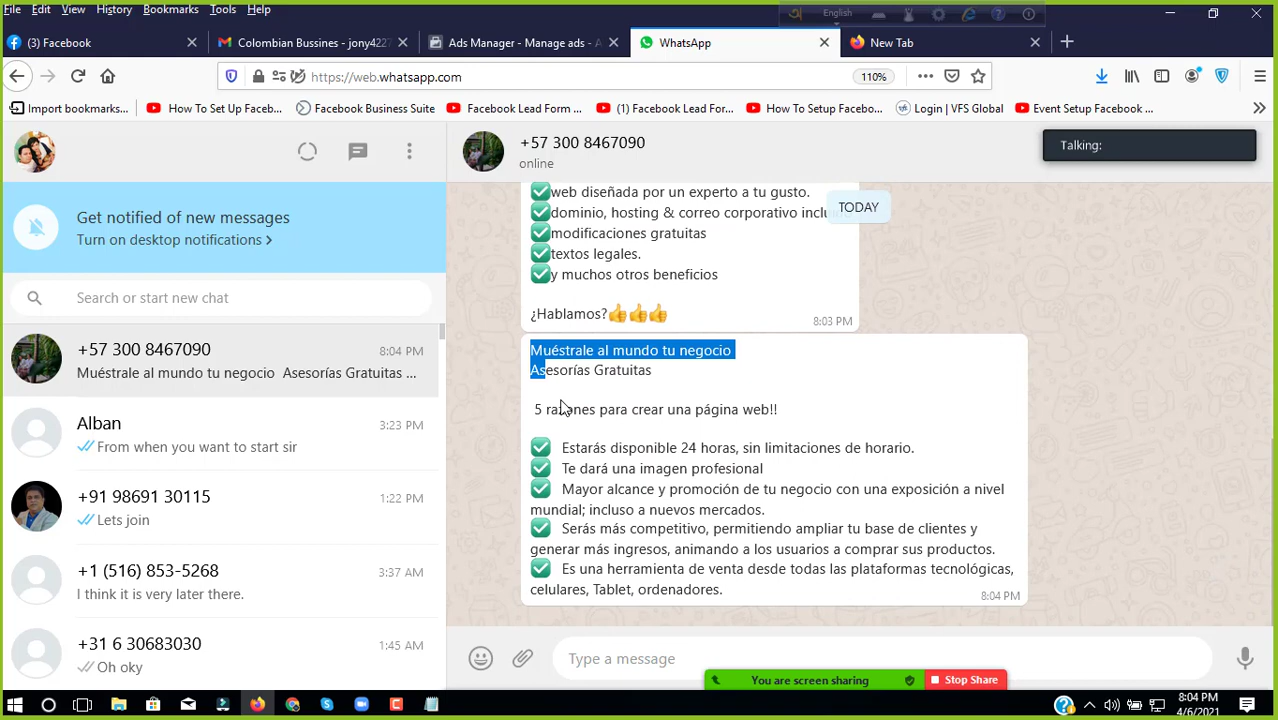 File Edit View History Bookmarks Tools Help
English
(3) Facebook
Colombian Bussines - jony4227
Ads Manager - Manage ads - A
WhatsApp
New Tab
https://web.whatsapp.com
110%
Import bookmarks...
How To Set Up Faceb...
Facebook Business Suite
Facebook Lead Form ...
(1) Facebook Lead For...
How To Setup Facebo...
Login | VFS Global
Event Setup Facebook ...
+57 300 8467090
online
Talking:
Get notified of new messages
Turn on desktop notifications >
Search or start new chat
+57 300 8467090
8:04 PM
Muéstrale al mundo tu negocio Asesorías Gratuitas ...
Alban
3:23 PM
From when you want to start sir
+91 98691 30115
1:22 PM
Lets join
+1 (516) 853-5268
3:37 AM
I think it is very later there.
+31 6 30683030
1:45 AM
Oh oky
TODAY
web diseñada por un experto a tu gusto.
dominio, hosting & correo corporativo inclui
modificaciones gratuitas
textos legales.
y muchos otros beneficios
¿Hablamos?👍👍👍
8:03 PM
Muéstrale al mundo tu negocio
Asesorías Gratuitas
5 razones para crear una página web!!
✅ Estarás disponible 24 horas, sin limitaciones de horario.
✅ Te dará una imagen profesional
✅ Mayor alcance y promoción de tu negocio con una exposición a nivel
mundial; incluso a nuevos mercados.
✅ Serás más competitivo, permitiendo ampliar tu base de clientes y
generar más ingresos, animando a los usuarios a comprar sus productos.
✅ Es una herramienta de venta desde todas las plataformas tecnológicas,
celulares, Tablet, ordenadores.
8:04 PM
Type a message
You are screen sharing
Stop Share
8:04 PM
4/6/2021